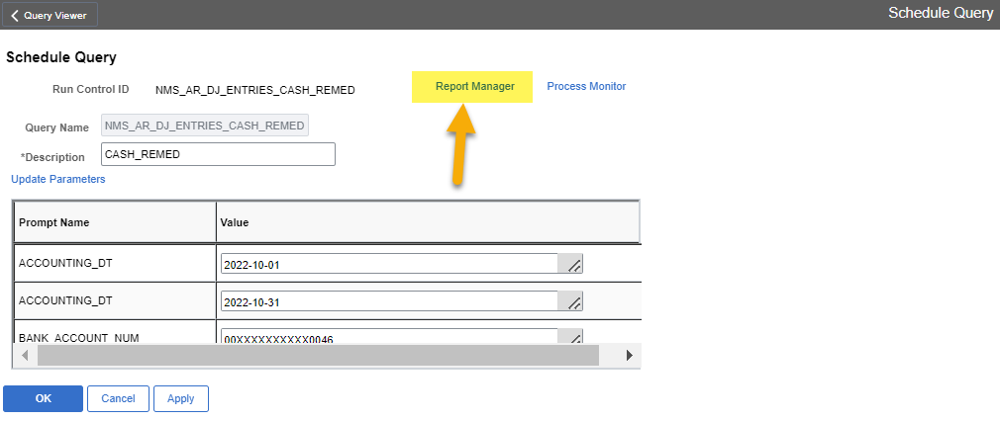 Query Viewer
Schedule Query
Schedule Query
Run Control ID NMS_AR_DJ_ENTRIES_CASH_REMED Report Manager Process Monitor
Query Name NMS_AR_DJ_ENTRIES_CASH_REMED
*Description CASH_REMED
Update Parameters
Prompt Name Value
ACCOUNTING_DT 2022-10-01
ACCOUNTING_DT 2022-10-31
BANK_ACCOUNT_NUM 00XXXXXXXXXX0046
OK Cancel Apply